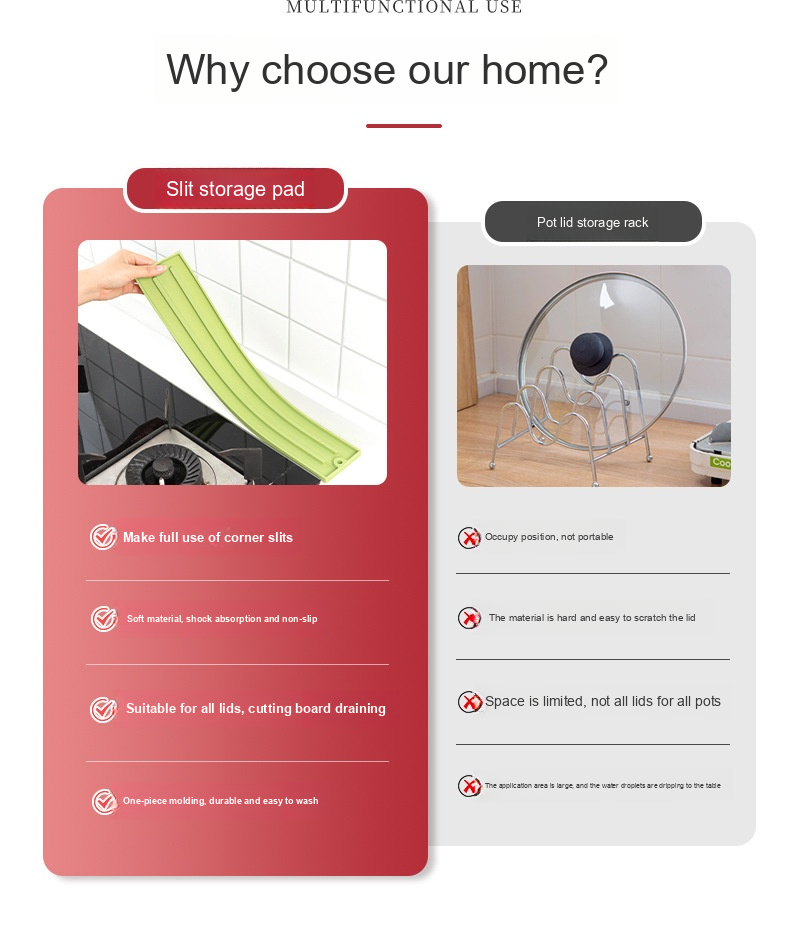 MULTIFUNCTIONAL USE
Why choose our home?
Slit storage pad
Make full use of corner slits
Soft material, shock absorption and non-slip
Suitable for all lids, cutting board draining
One-piece molding, durable and easy to wash
Pot lid storage rack
Coo
Occupy position, not portable
The material is hard and easy to scratch the lid
Space is limited, not all lids for all pots
The application area is large, and the water droplets are dripping to the table